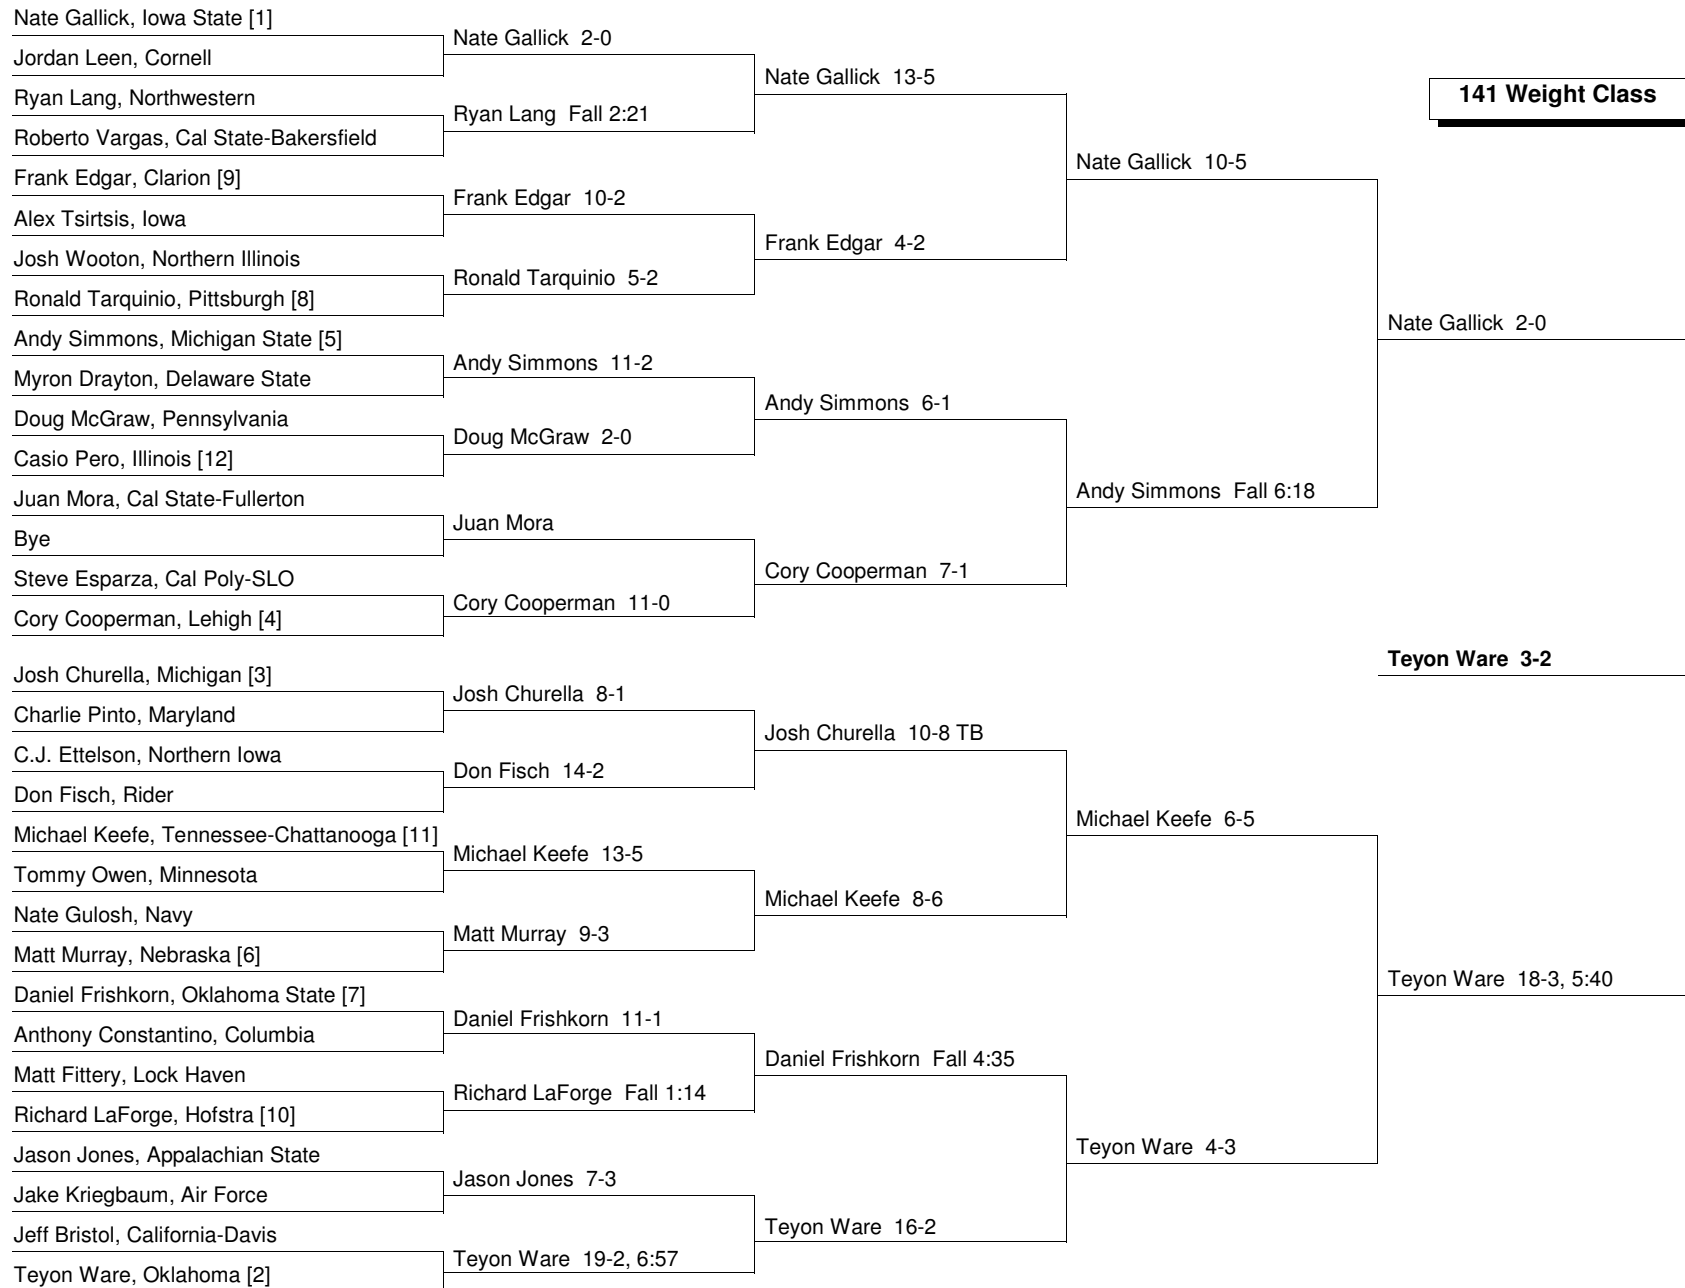 Nate Gallick, Iowa State [1]
Jordan Leen, Cornell
Ryan Lang, Northwestern
Roberto Vargas, Cal State-Bakersfield
Frank Edgar, Clarion [9]
Alex Tsirtsis, Iowa
Josh Wooton, Northern Illinois
Ronald Tarquinio, Pittsburgh [8]
Andy Simmons, Michigan State [5]
Myron Drayton, Delaware State
Doug McGraw, Pennsylvania
Casio Pero, Illinois [12]
Juan Mora, Cal State-Fullerton
Bye
Steve Esparza, Cal Poly-SLO
Cory Cooperman, Lehigh [4]
Josh Churella, Michigan [3]
Charlie Pinto, Maryland
C.J. Ettelson, Northern Iowa
Don Fisch, Rider
Michael Keefe, Tennessee-Chattanooga [11]
Tommy Owen, Minnesota
Nate Gulosh, Navy
Matt Murray, Nebraska [6]
Daniel Frishkorn, Oklahoma State [7]
Anthony Constantino, Columbia
Matt Fittery, Lock Haven
Richard LaForge, Hofstra [10]
Jason Jones, Appalachian State
Jake Kriegbaum, Air Force
Jeff Bristol, California-Davis
Teyon Ware, Oklahoma [2]
Nate Gallick 2-0
Ryan Lang Fall 2:21
Frank Edgar 10-2
Ronald Tarquinio 5-2
Andy Simmons 11-2
Doug McGraw 2-0
Juan Mora
Cory Cooperman 11-0
Josh Churella 8-1
Don Fisch 14-2
Michael Keefe 13-5
Matt Murray 9-3
Daniel Frishkorn 11-1
Richard LaForge Fall 1:14
Jason Jones 7-3
Teyon Ware 19-2, 6:57
Nate Gallick 13-5
Frank Edgar 4-2
Andy Simmons 6-1
Cory Cooperman 7-1
Josh Churella 10-8 TB
Michael Keefe 8-6
Daniel Frishkorn Fall 4:35
Teyon Ware 16-2
Nate Gallick 10-5
Andy Simmons Fall 6:18
Michael Keefe 6-5
Teyon Ware 4-3
141 Weight Class
Nate Gallick 2-0
Teyon Ware 3-2
Teyon Ware 18-3, 5:40